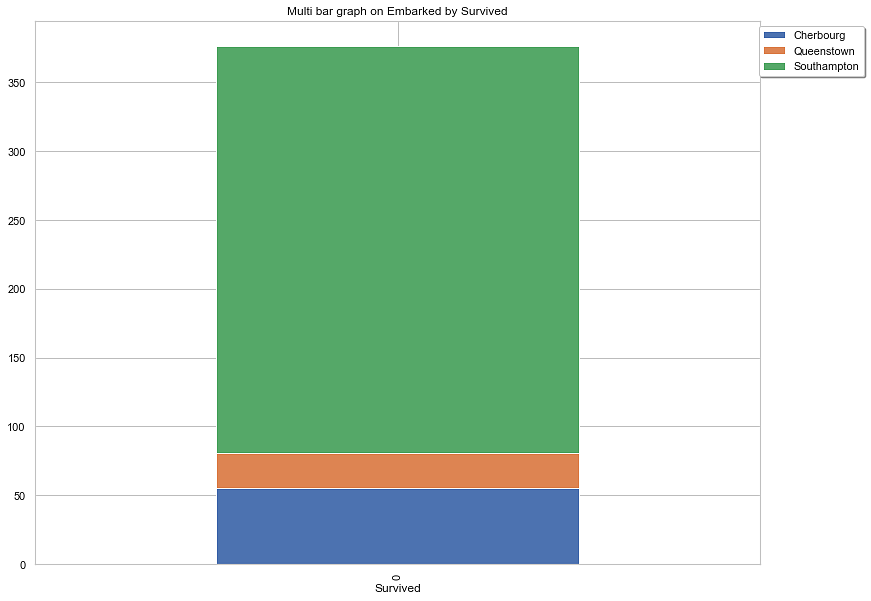 Multi bar graph on Embarked by Survived
Cherbourg
Queenstown
Southampton
350
300
250
200
150
100
50
0
0
Survived